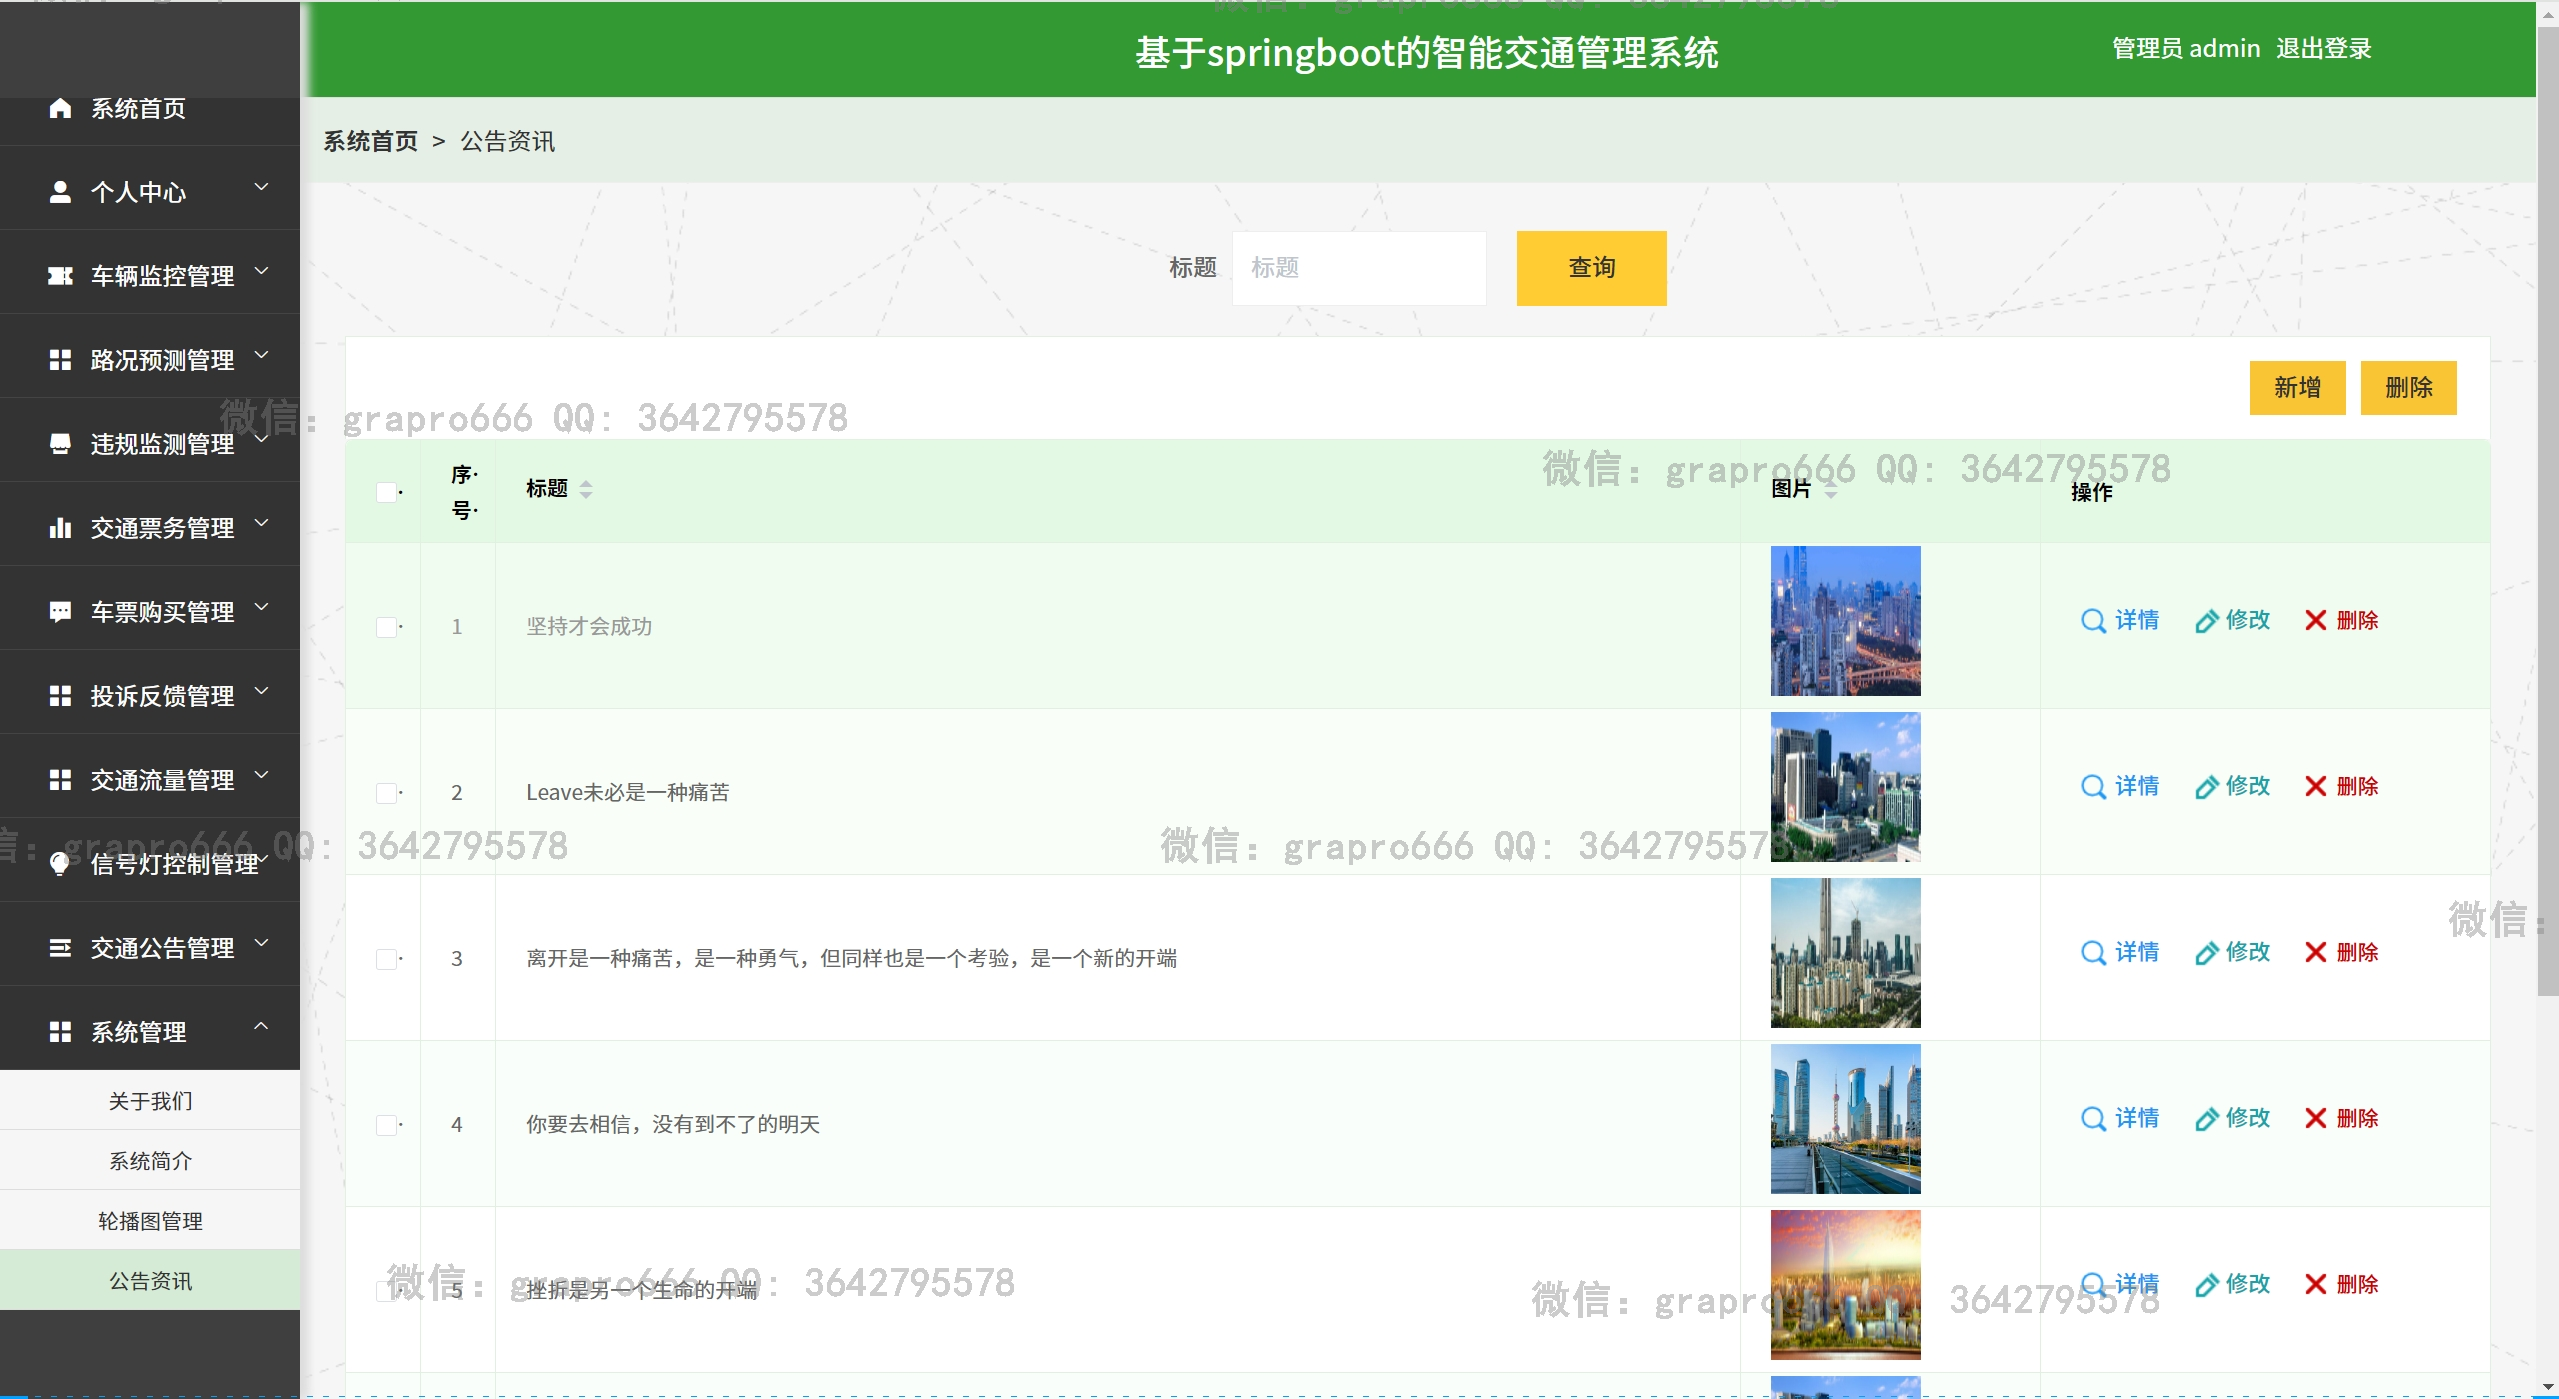 基于springboot的智能交通管理系统
管理员 admin 退出登录
系统首页
个人中心
车辆监控管理
路况预测管理
违规监测管理
交通票务管理
车票购买管理
投诉反馈管理
交通流量管理
信号灯控制管理
交通公告管理
系统管理
关于我们
系统简介
轮播图管理
公告资讯
系统首页 > 公告资讯
标题 标题 查询
新增 删除
微信：grapro666 QQ：3642795578
微信：grapro666 QQ：3642795578
序号 标题 图片 操作
1 坚持才会成功 详情 修改 删除
2 Leave未必是一种痛苦 详情 修改 删除
信：grapro666 QQ：3642795578
微信：grapro666 QQ：3642795578
微信：
3 离开是一种痛苦，是一种勇气，但同样也是一个考验，是一个新的开端 详情 修改 删除
4 你要去相信，没有到不了的明天 详情 修改 删除
5 挫折是另一个生命的开端 详情 修改 删除
微信：grapro666 QQ：3642795578
微信：grapro 3642795578